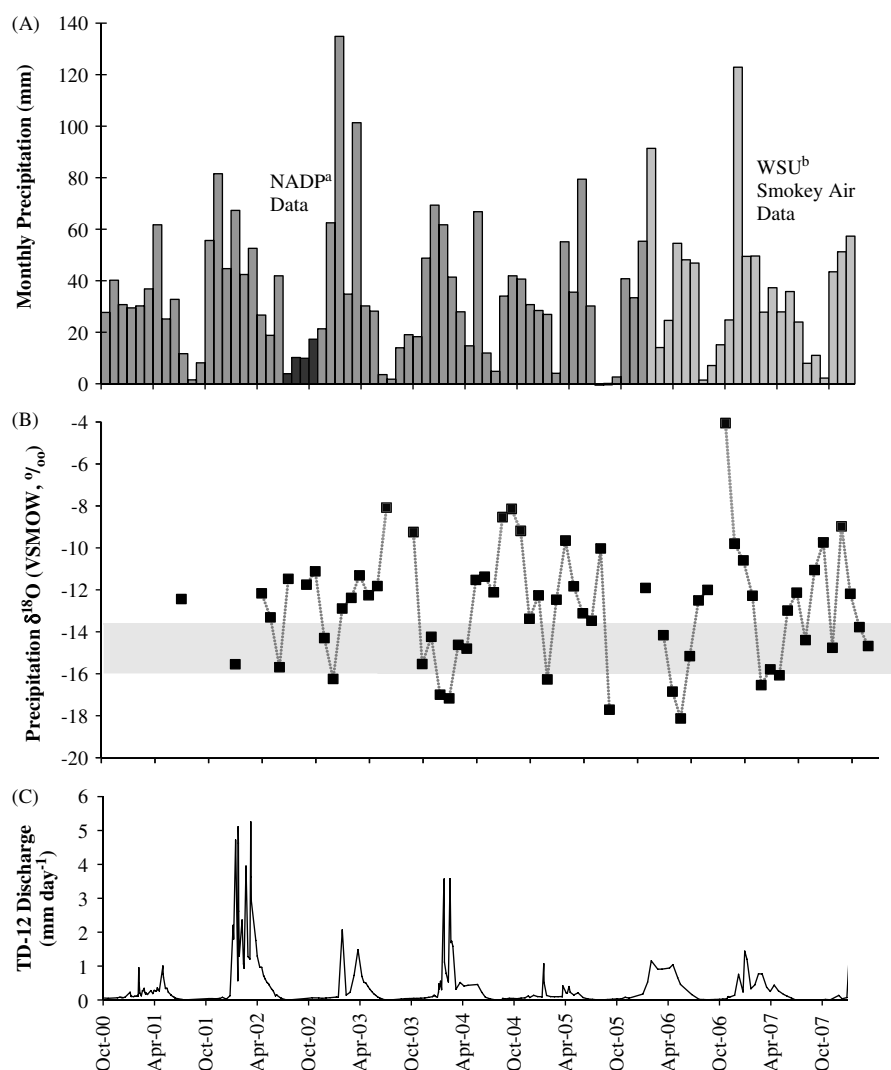 (A)
Monthly Precipitation (mm)
140
120
100
80
60
40
20
0
NADPᵃ
Data
WSUᵇ
Smokey Air
Data
(B)
Precipitation δ¹⁸O (VSMOW, ‰)
-4
-6
-8
-10
-12
-14
-16
-18
-20
(C)
TD-12 Discharge
(mm day⁻¹)
6
5
4
3
2
1
0
Oct-00
Apr-01
Oct-01
Apr-02
Oct-02
Apr-03
Oct-03
Apr-04
Oct-04
Apr-05
Oct-05
Apr-06
Oct-06
Apr-07
Oct-07